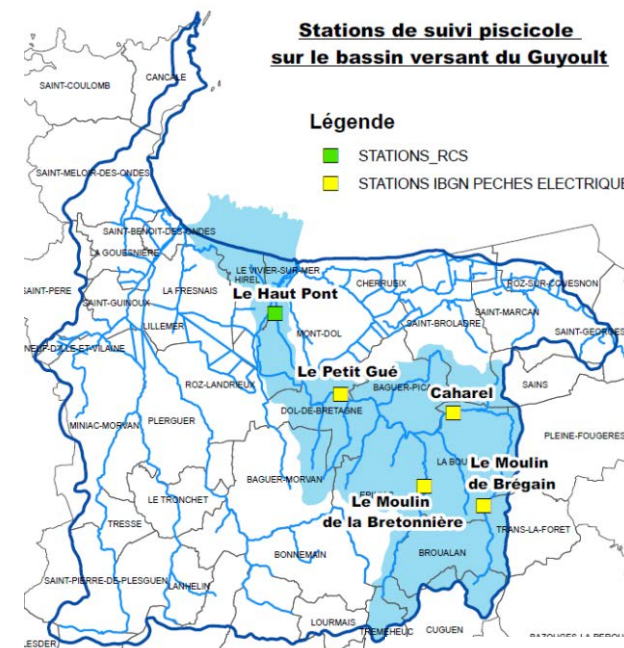 Stations de suivi piscicole
sur le bassin versant du Guyoult
Légende
STATIONS_RCS
STATIONS IBGN PECHES ELECTRIQUE
CANCALE
SAINT-COULOMB
SAINT-MELOIR-DES-ONDES
SAINT-BENOIT-DES-ONDES
LA GOUESNIERE
LE VIVIER-SUR-MER
HIREL
CHERRUEIX
ROZ-SUR-COUESNON
SAINT-PERE
LA FRESNAIS
Le Haut Pont
SAINT-GUINOUX
SAINT-MARCAN
LILLEMER
MONT-DOL
SAINT-BROLADRE
SAINT-GEORGES
Le Petit Gué
ROZ-LANDRIEUX
BAGUER-PIC
Caharel
SAINS
DOL-DE-BRETAGNE
MINIAC-MORVAN
PLERGUER
PLEINE-FOUGERES
BAGUER-MORVAN
LA BOU
Le Moulin
de Brégain
LE TRONCHET
Le Moulin
de la Bretonnière
TRESSE
TRANS-LA-FORET
BONNEMAIN
BROUALAN
SAINT-PIERRE-DE-PLESGUEN
LANHELIN
LOURMAIS
TREMEHEUC
CUGUEN
LESDER